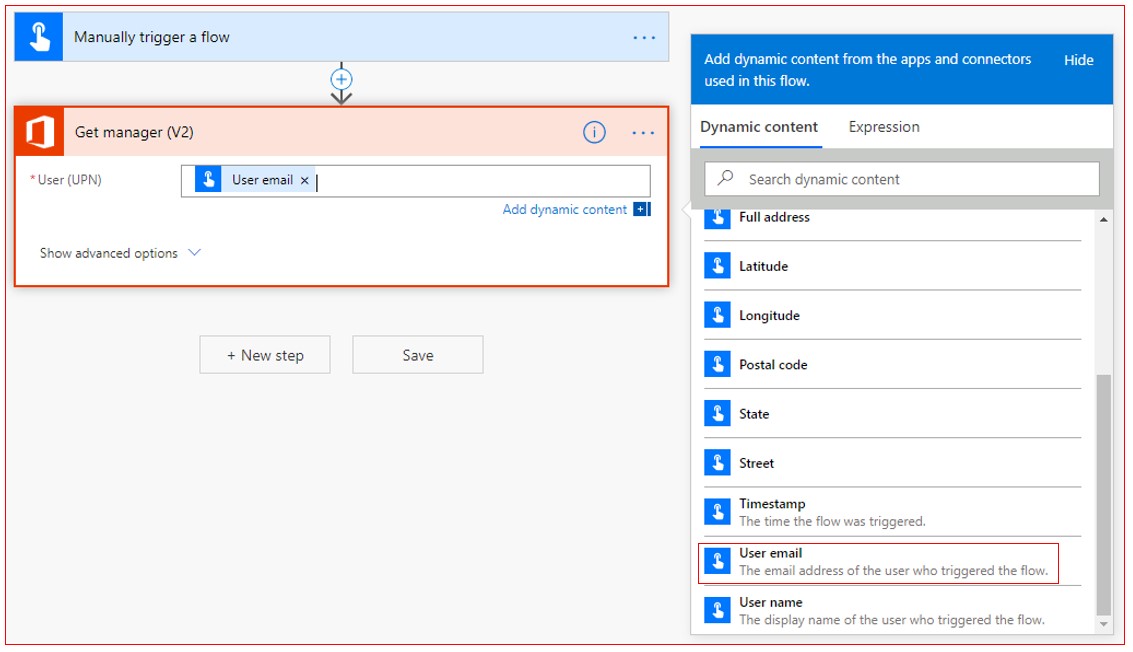 Manually trigger a flow
Get manager (V2)
*User (UPN)
User email ×
Add dynamic content
Show advanced options
+ New step
Save
Add dynamic content from the apps and connectors
used in this flow.
Hide
Dynamic content
Expression
Search dynamic content
Full address
Latitude
Longitude
Postal code
State
Street
Timestamp
The time the flow was triggered.
User email
The email address of the user who triggered the flow.
User name
The display name of the user who triggered the flow.